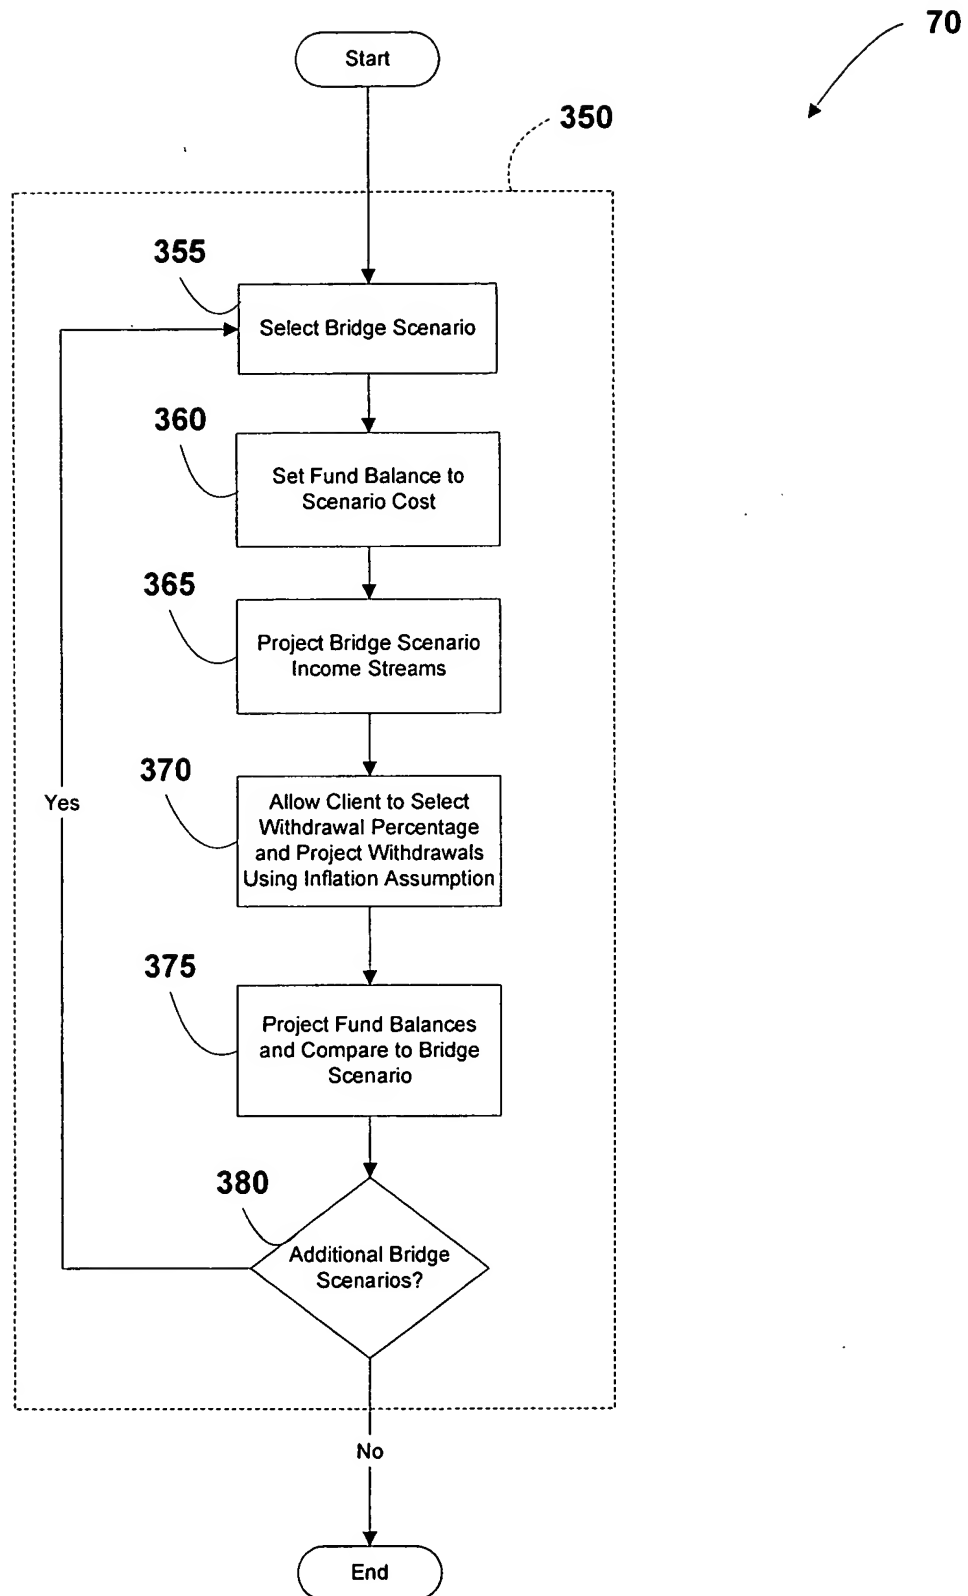 70
Start
350
355
Select Bridge Scenario
360
Set Fund Balance to
Scenario Cost
365
Project Bridge Scenario
Income Streams
370
Allow Client to Select
Withdrawal Percentage
and Project Withdrawals
Using Inflation Assumption
Yes
375
Project Fund Balances
and Compare to Bridge
Scenario
380
Additional Bridge
Scenarios?
No
End